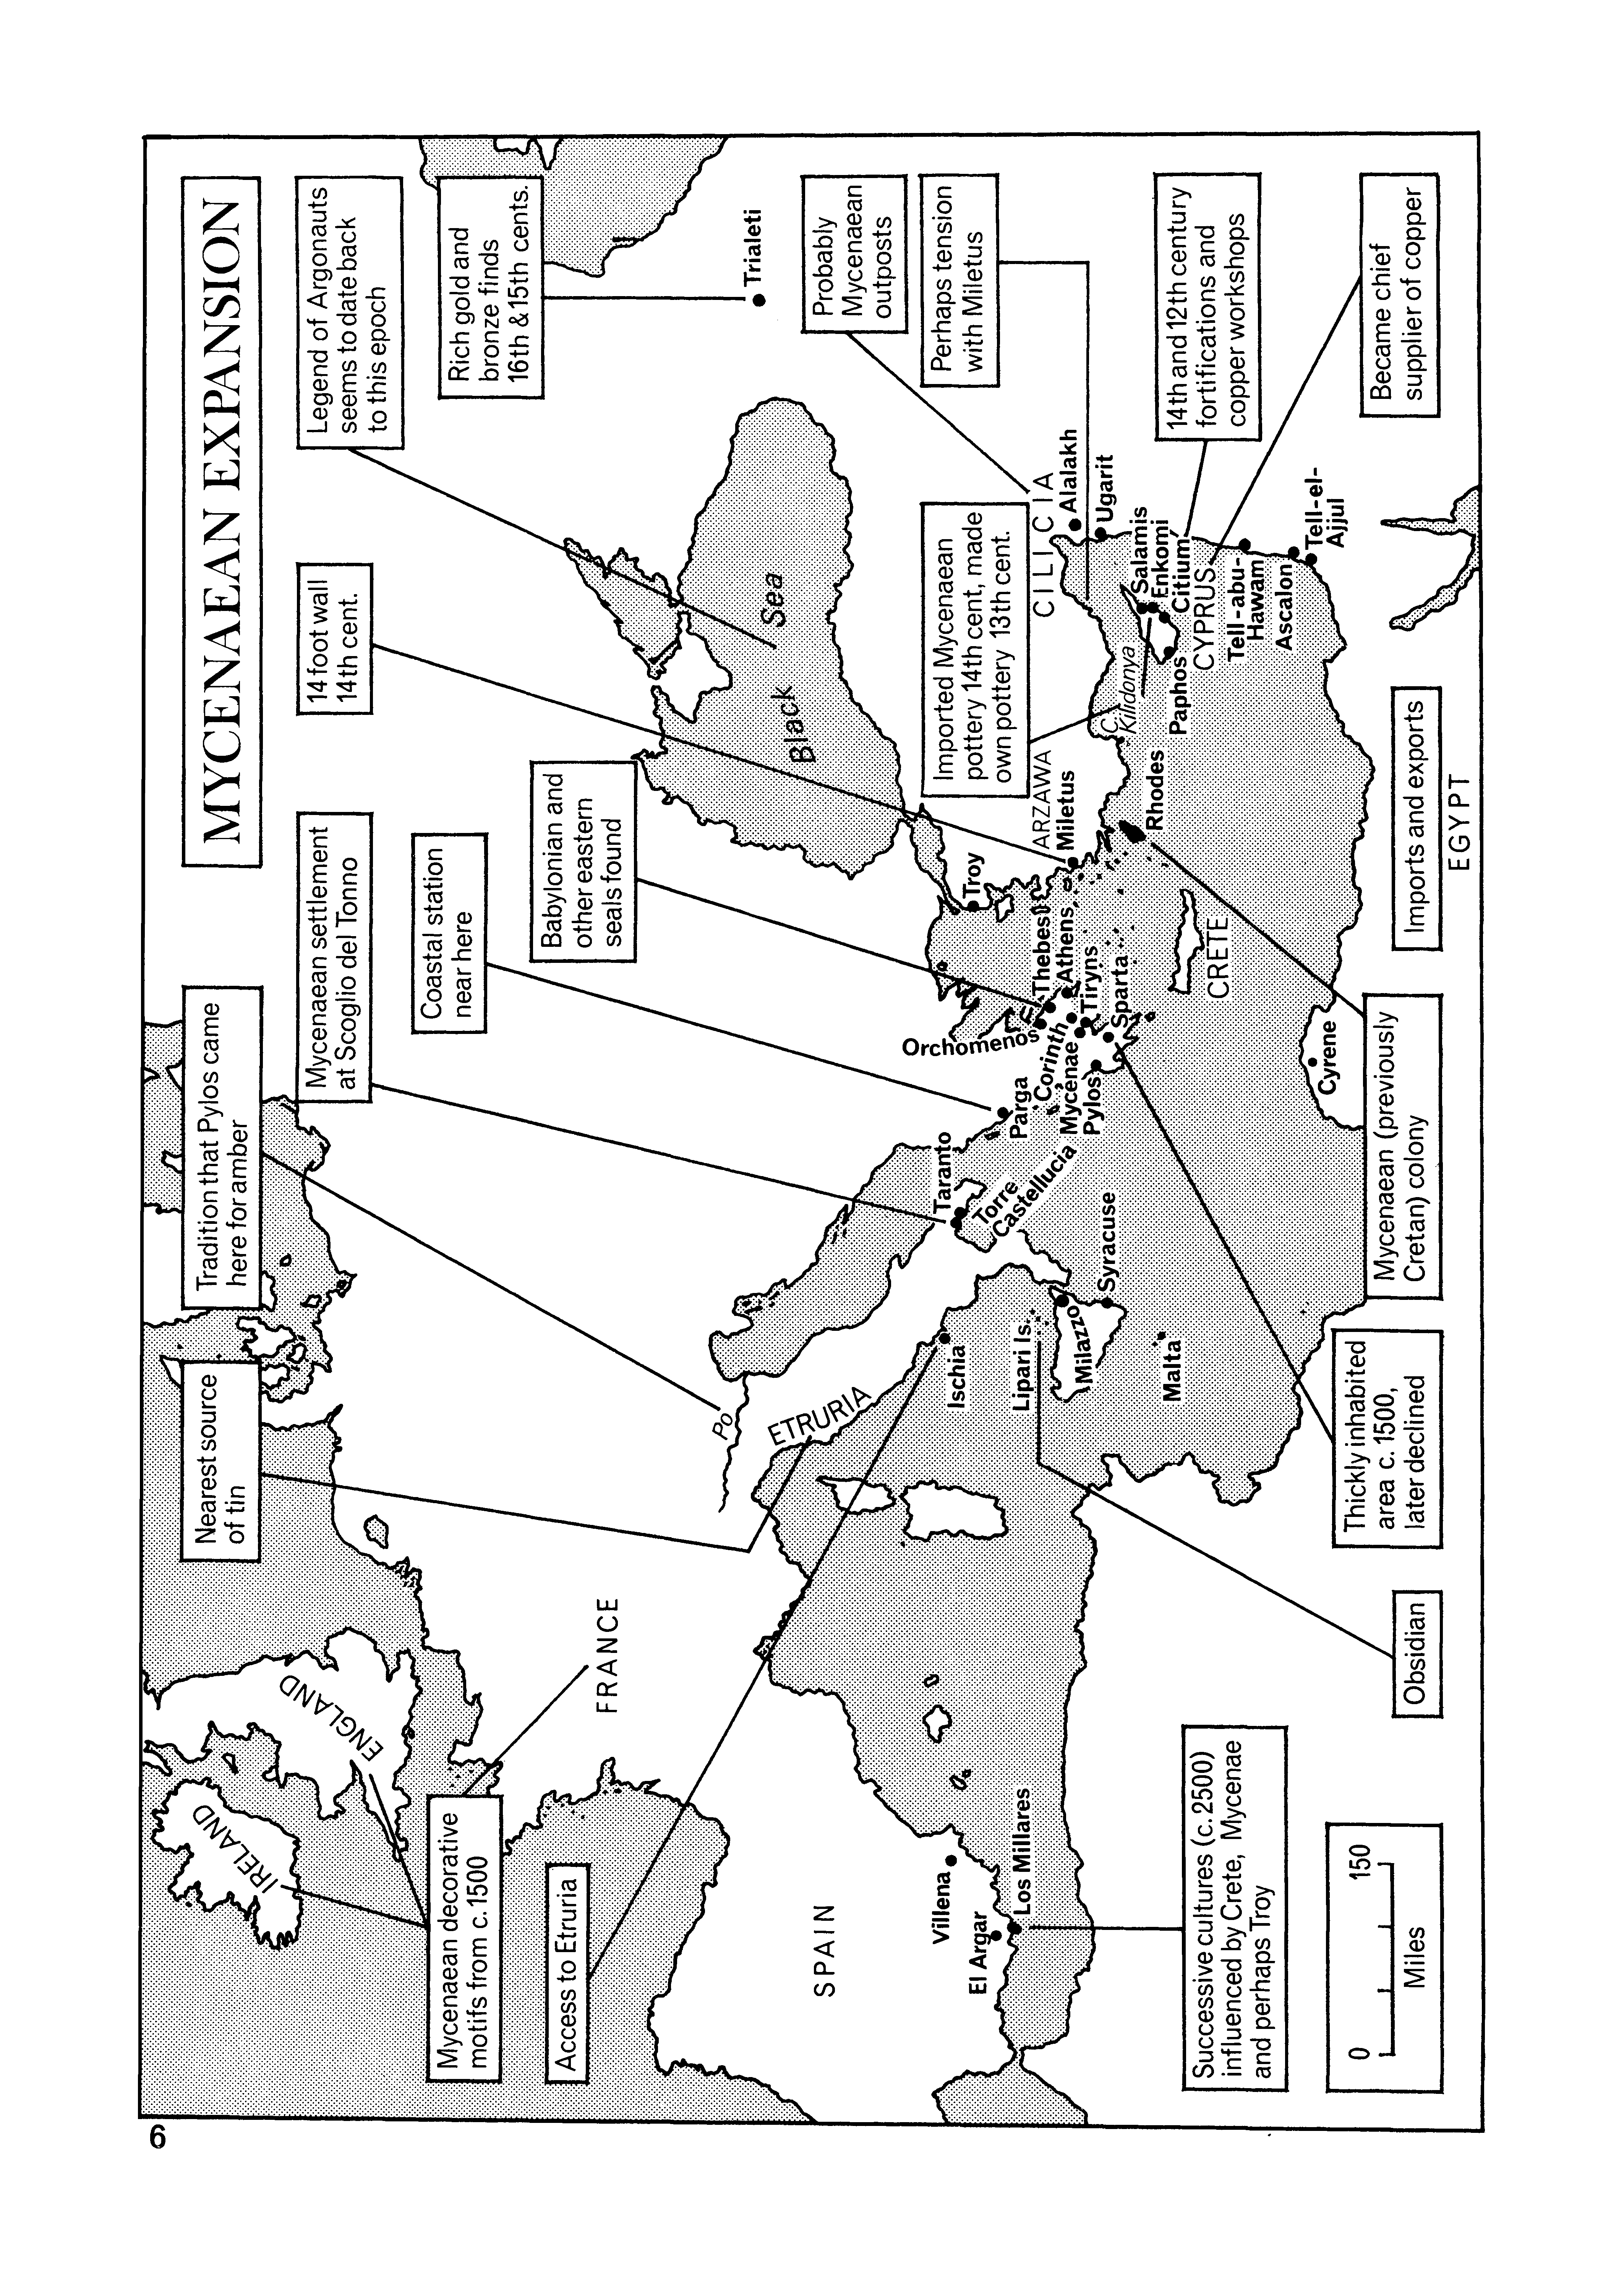 6
MYCENAEAN EXPANSION
Nearest source
of tin
Tradition that Pylos came
here for amber
Mycenaean settlement
at Scoglio del Tonno
14 foot wall
14th cent.
Legend of Argonauts
seems to date back
to this epoch
Coastal station
near here
Rich gold and
bronze finds
16th & 15th cents.
Mycenaean decorative
motifs from c.1500
Babylonian and
other eastern
seals found
Access to Etruria
Probably
Mycenaean
outposts
Perhaps tension
with Miletus
Imported Mycenaean
pottery 14th cent, made
own pottery 13th cent.
14th and 12th century
fortifications and
copper workshops
Became chief
supplier of copper
Successive cultures (c.2500)
influenced by Crete, Mycenae
and perhaps Troy
Obsidian
Thickly inhabited
area c. 1500,
later declined
Mycenaean (previously
Cretan) colony
Imports and exports
EGYPT
0
150
Miles
IRELAND
ENGLAND
FRANCE
SPAIN
Villena
El Argar
Los Millares
Po
ETRURIA
Ischia
Lipari Is.
Milazzo
Syracuse
Malta
Taranto
Torre
Castellucia
Parga
Orchomenos
Corinth
Mycenae
Pylos
Thebes
Athens
Tiryns
Sparta
CRETE
Cyrene
Troy
Black Sea
Trialeti
ARZAWA
Miletus
Rhodes
C.
Kilidonya
CILICIA
Alalakh
Ugarit
Salamis
Enkomi
Citium
Paphos
CYPRUS
Tell-abu-
Hawam
Ascalon
Tell-el-
Ajjul